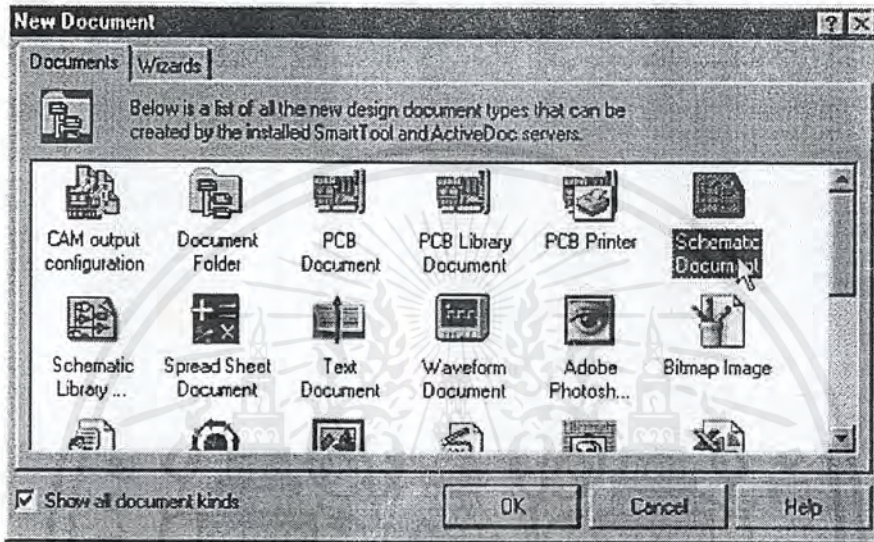 New Document
Documents Wizards
Below is a list of all the new design document types that can be
created by the installed SmartTool and ActiveDoc servers.
CAM output
configuration
Document
Folder
PCB
Document
PCB Library
Document
PCB Printer
Schematic
Document
Schematic
Library ...
Spread Sheet
Document
Text
Document
Waveform
Document
Adobe
Photosh...
Bitmap Image
Show all document kinds
OK Cancel Help